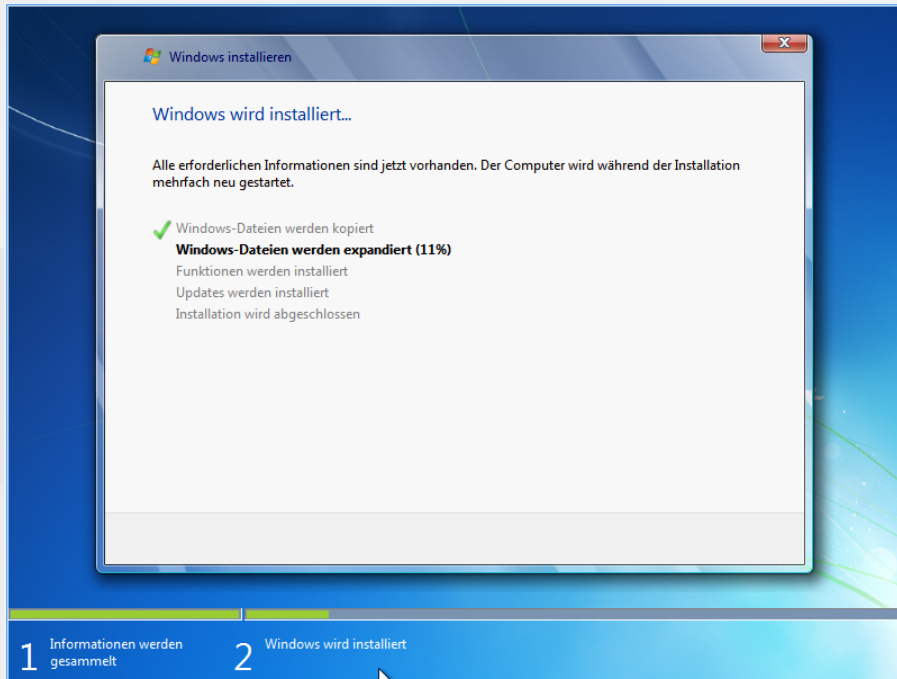 Windows installieren
Windows wird installiert...
Alle erforderlichen Informationen sind jetzt vorhanden. Der Computer wird während der Installation
mehrfach neu gestartet.
Windows-Dateien werden kopiert
Windows-Dateien werden expandiert (11%)
Funktionen werden installiert
Updates werden installiert
Installation wird abgeschlossen
1 Informationen werden
gesammelt
2 Windows wird installiert